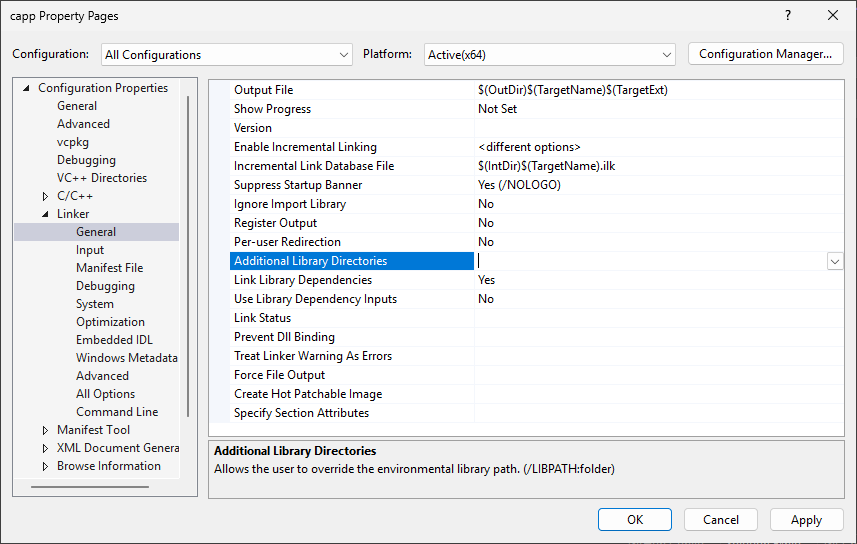 capp Property Pages
?
Configuration: All Configurations Platform: Active(x64) Configuration Manager...
Configuration Properties
General
Advanced
vcpkg
Debugging
VC++ Directories
C/C++
Linker
General
Input
Manifest File
Debugging
System
Optimization
Embedded IDL
Windows Metadata
Advanced
All Options
Command Line
Manifest Tool
XML Document Genera
Browse Information
Output File $(OutDir)$(TargetName)$(TargetExt)
Show Progress Not Set
Version
Enable Incremental Linking <different options>
Incremental Link Database File $(IntDir)$(TargetName).ilk
Suppress Startup Banner Yes (/NOLOGO)
Ignore Import Library No
Register Output No
Per-user Redirection No
Additional Library Directories
Link Library Dependencies Yes
Use Library Dependency Inputs No
Link Status
Prevent Dll Binding
Treat Linker Warning As Errors
Force File Output
Create Hot Patchable Image
Specify Section Attributes
Additional Library Directories
Allows the user to override the environmental library path. (/LIBPATH:folder)
OK Cancel Apply